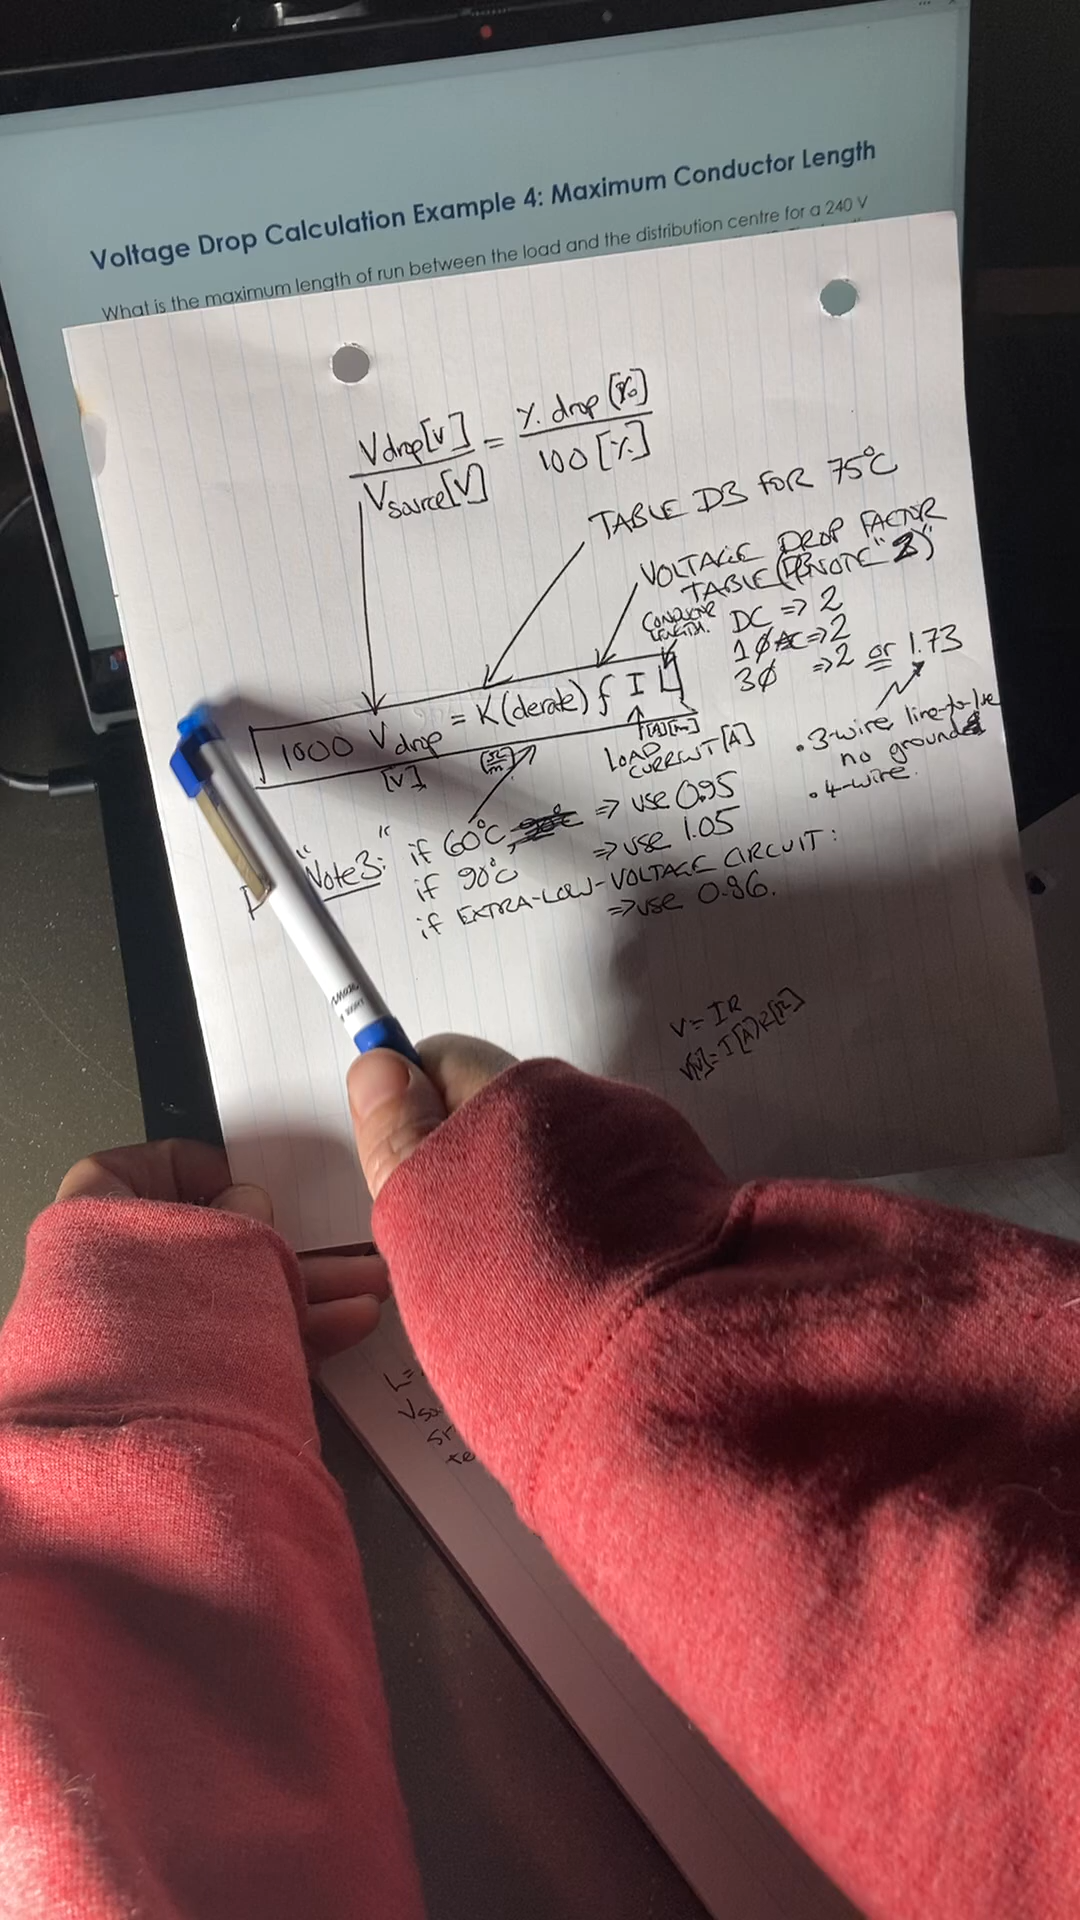 Voltage Drop Calculation Example 4: Maximum Conductor Length
What is the maximum length of run between the load and the distribution centre for a 240 V
Vdrop[V] / Vsource[V] = %. drop [%] / 100 [%]
TABLE D3 FOR 75°C
VOLTAGE DROP FACTOR
TABLE
CONDUCTOR
LENGTH.
DC => 2
1Ø AC => 2
3Ø => 2 or 1.73
1000 Vdrop = K(derate) f I L
[V]
[A][m]
LOAD
CURRENT [A]
• 3-wire line-to-line
no ground
• 4-wire.
"Note 3:" if 60°C, => use 0.95
if 90°C => use 1.05
if EXTRA-LOW-VOLTAGE CIRCUIT:
=> use 0.86.
V = IR
V[V] = I[A] R[Ω]
L=
Vso